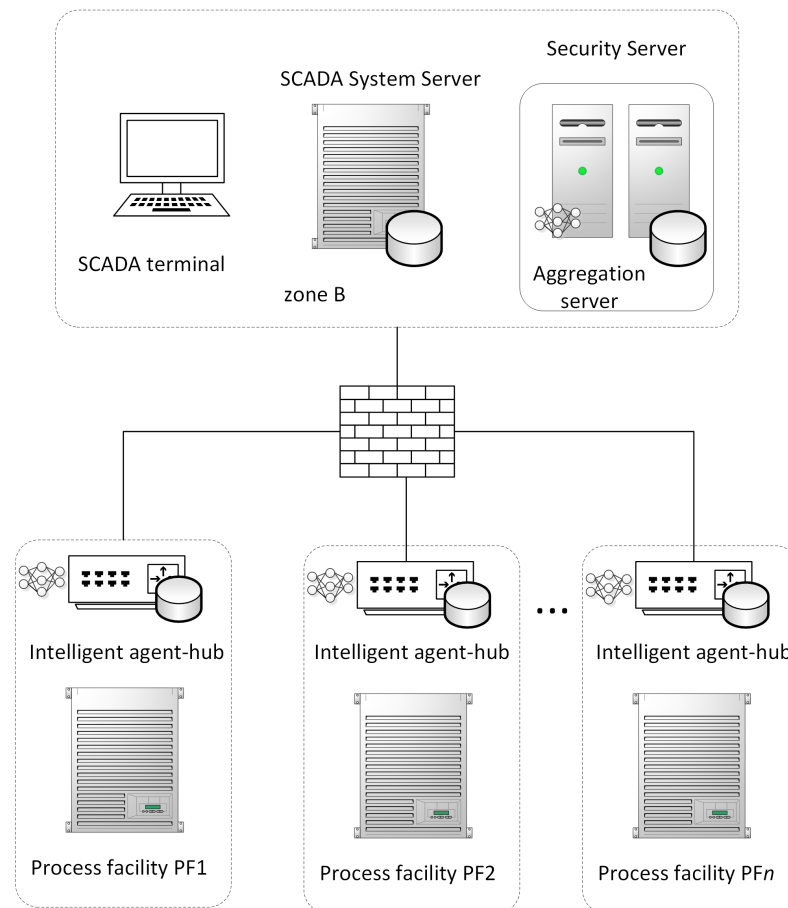 Security Server
SCADA System Server
SCADA terminal
Aggregation
server
zone B
...
Intelligent agent-hub
Intelligent agent-hub
Intelligent agent-hub
Process facility PF1
Process facility PF2
Process facility PFn